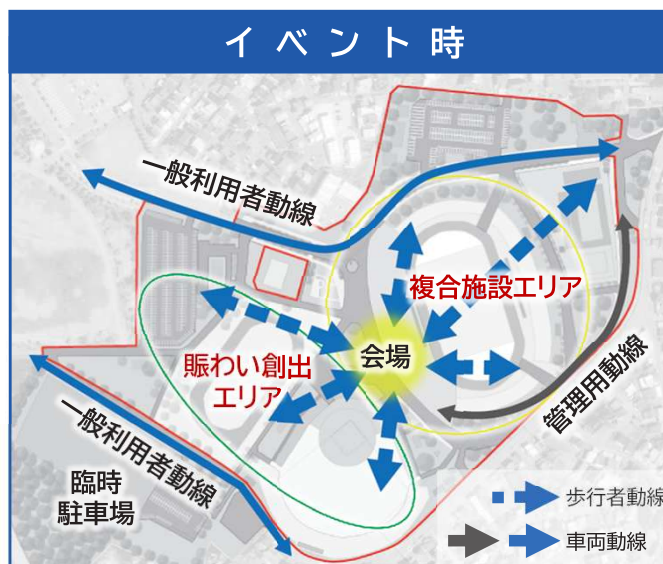 イベント時
一般利用者動線
複合施設エリア
会場
賑わい創出
エリア
管理用動線
一般利用者動線
臨時
駐車場
歩行者動線
車両動線